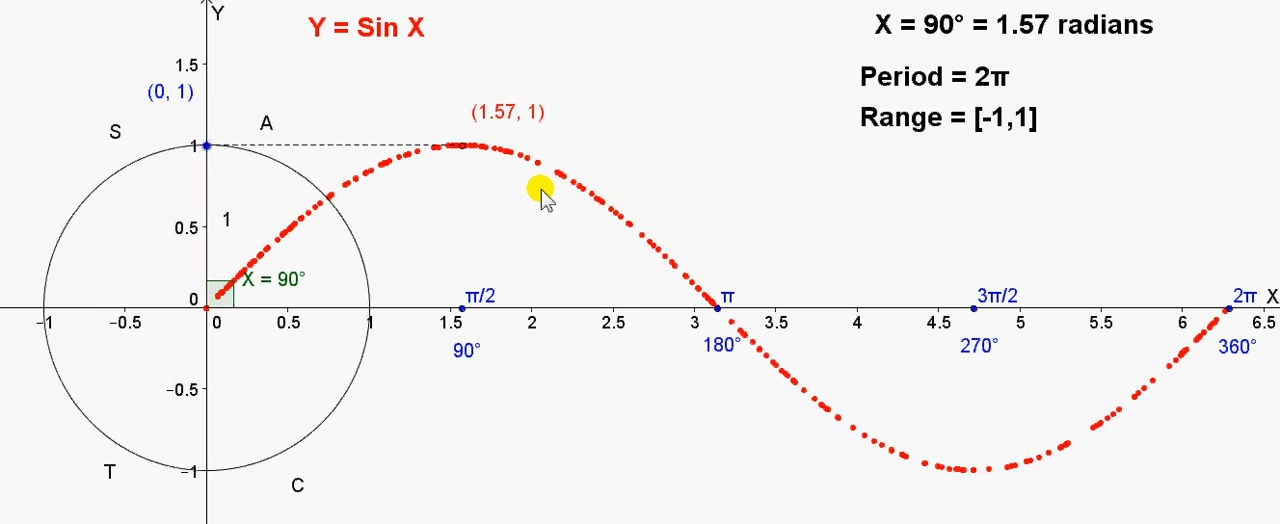 Y
Y = Sin X
X = 90° = 1.57 radians
1.5
Period = 2π
(0, 1)
(1.57, 1)
Range = [-1,1]
S
A
1
0.5
1
X = 90°
0
π/2
π
3π/2
2π
X
−1
−0.5
0
0.5
1
1.5
2
2.5
3
3.5
4
4.5
5
5.5
6
6.5
90°
180°
270°
360°
−0.5
T
−1
C